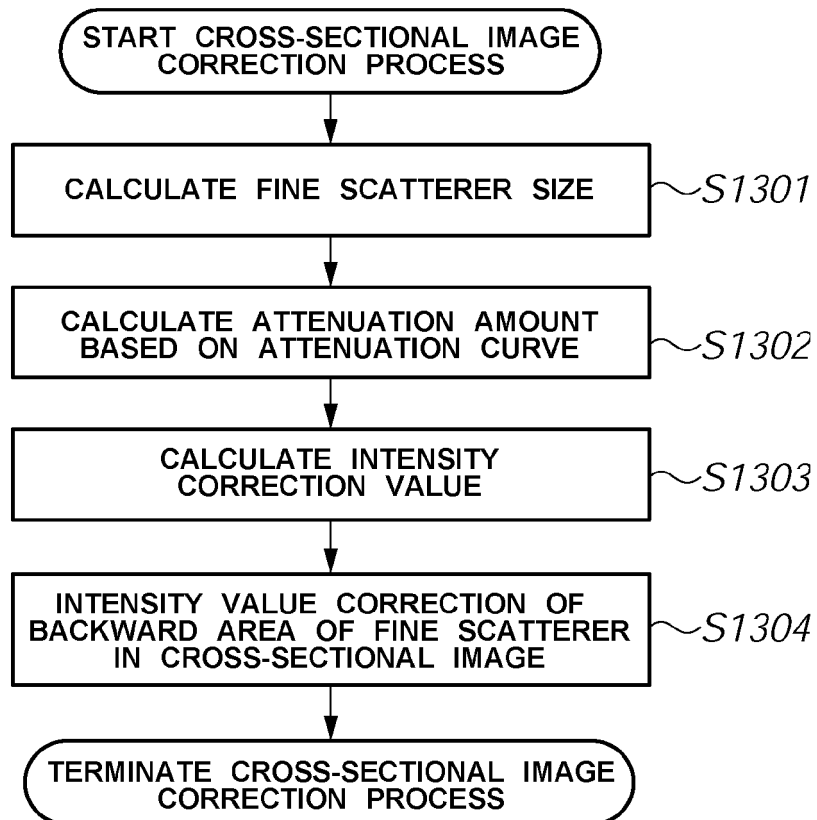 START CROSS-SECTIONAL IMAGE
CORRECTION PROCESS
CALCULATE FINE SCATTERER SIZE
S1301
CALCULATE ATTENUATION AMOUNT
BASED ON ATTENUATION CURVE
S1302
CALCULATE INTENSITY
CORRECTION VALUE
S1303
INTENSITY VALUE CORRECTION OF
BACKWARD AREA OF FINE SCATTERER
IN CROSS-SECTIONAL IMAGE
S1304
TERMINATE CROSS-SECTIONAL IMAGE
CORRECTION PROCESS